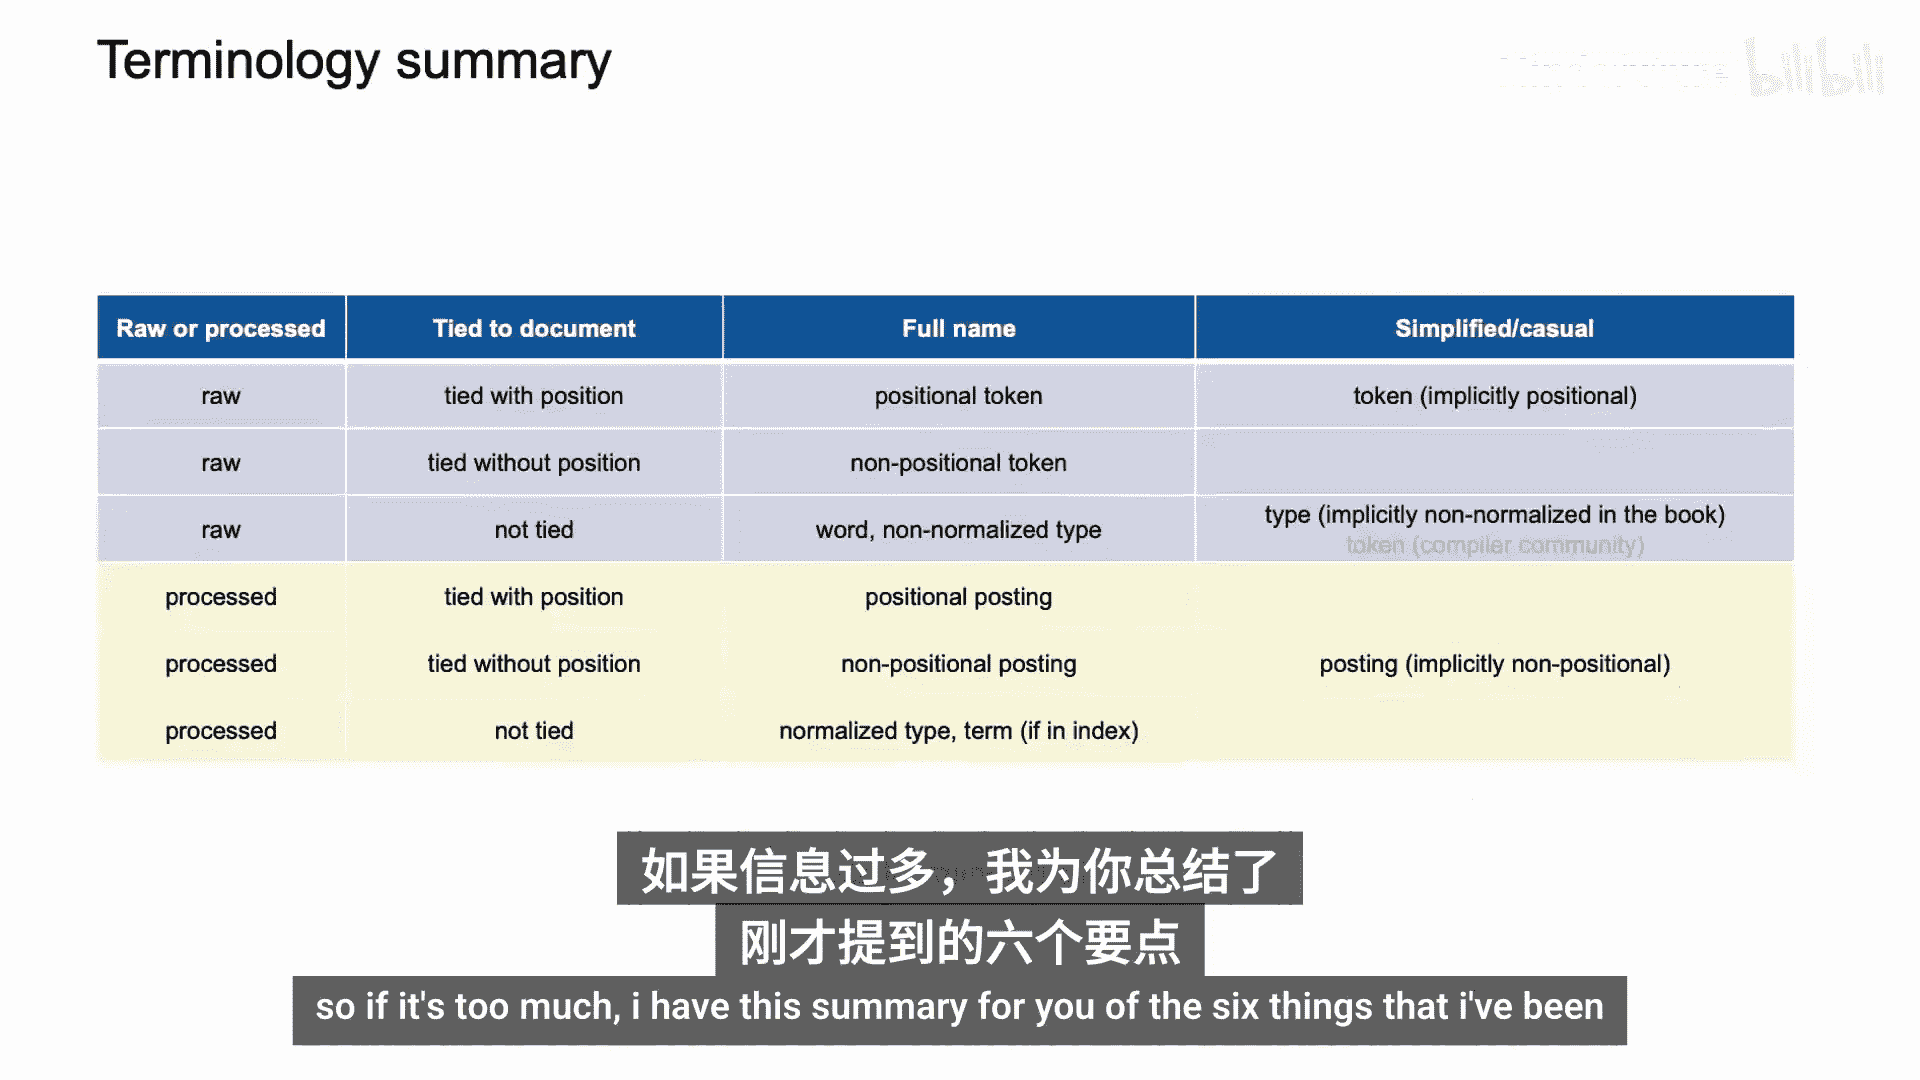 Terminology summary
bilibili
Raw or processed Tied to document Full name Simplified/casual
raw tied with position positional token token (implicitly positional)
raw tied without position non-positional token
raw not tied word, non-normalized type type (implicitly non-normalized in the book)
token (compiler community)
processed tied with position positional posting
processed tied without position non-positional posting posting (implicitly non-positional)
processed not tied normalized type, term (if in index)
如果信息过多，我为你总结了
刚才提到的六个要点
so if it's too much, i have this summary for you of the six things that i've been